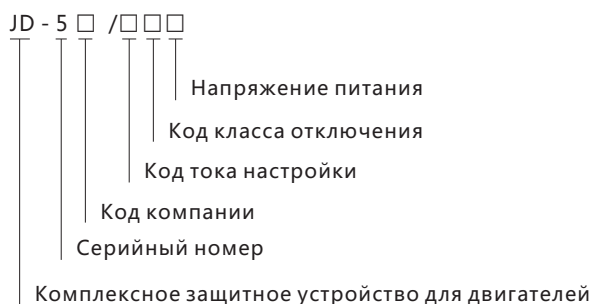 JD - 5 □ /□ □ □
Напряжение питания
Код класса отключения
Код тока настройки
Код компании
Серийный номер
Комплексное защитное устройство для двигателей